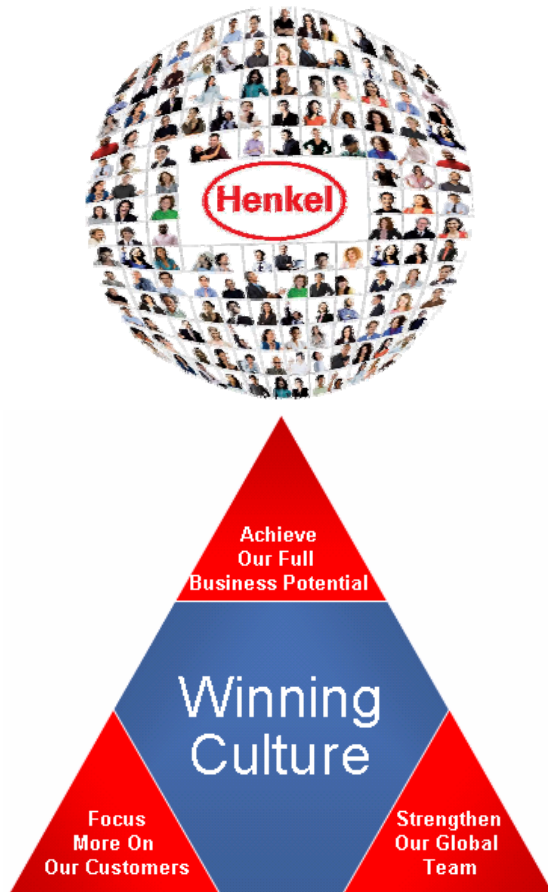 Henkel
Achieve
Our Full
Business Potential
Winning
Culture
Focus
More On
Our Customers
Strengthen
Our Global
Team